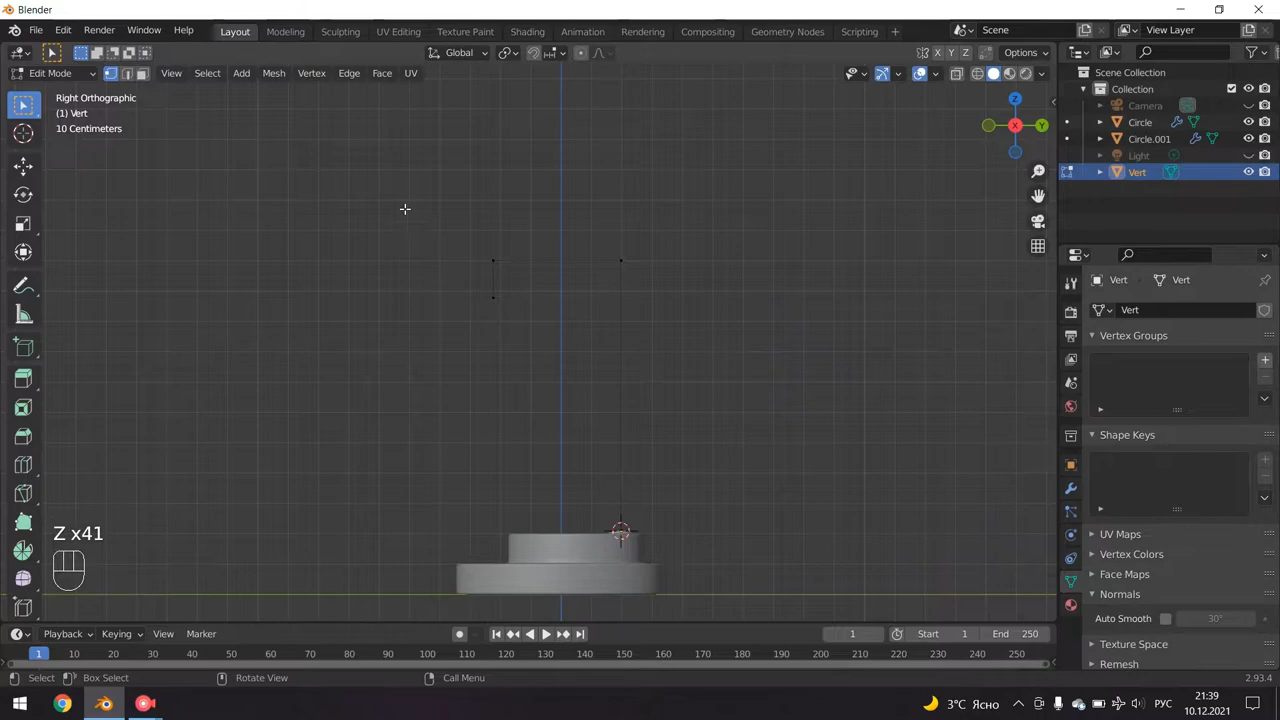 Blender
File Edit Render Window Help Layout Modeling Sculpting UV Editing Texture Paint Shading Animation Rendering Compositing Geometry Nodes Scripting + Scene View Layer
Global X Y Z Options
Edit Mode View Select Add Mesh Vertex Edge Face UV
Right Orthographic
(1) Vert
10 Centimeters
Z
X
Y
Scene Collection
Collection
Camera
Circle
Circle.001
Light
Vert
Vert Vert
Vert
Vertex Groups
Shape Keys
UV Maps
Vertex Colors
Face Maps
Normals
Auto Smooth 30°
Texture Space
Remesh
Z x41
Playback Keying View Marker 1 Start 1 End 250
1 10 20 30 40 50 60 70 80 90 100 110 120 130 140 150 160 170 180 190 200 210 220 230 240 250
Select Box Select Rotate View Call Menu 2.93.4
3°C Ясно РУС 21:39
10.12.2021